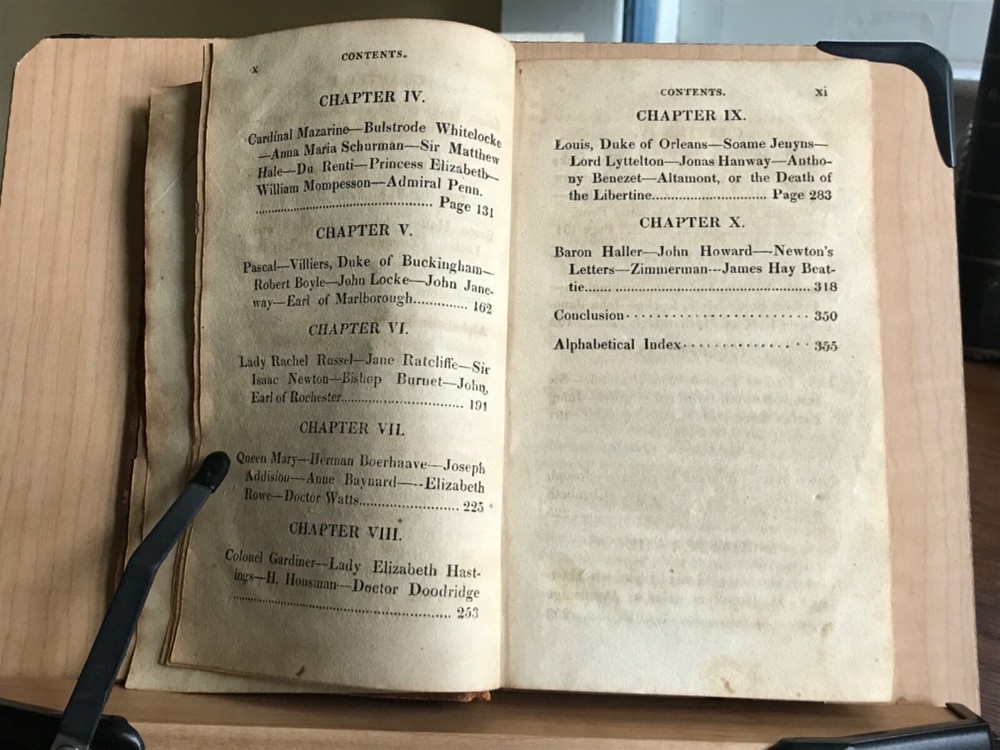 x
CONTENTS.
CHAPTER IV.
Cardinal Mazarine—Bulstrode Whitelocke
—Anna Maria Schurman—Sir Matthew
Hale—Du Renti—Princess Elizabeth—
William Mompesson—Admiral Penn.
........................................ Page 131
CHAPTER V.
Pascal—Villiers, Duke of Buckingham—
Robert Boyle—John Locke—John Jane-
way—Earl of Marlborough............. 162
CHAPTER VI.
Lady Rachel Russel—Jane Ratcliffe—Sir
Isaac Newton—Bishop Burnet—John,
Earl of Rochester............................. 191
CHAPTER VII.
Queen Mary—Herman Boerhaave—Joseph
Addision—Anne Baynard—--Elizabeth
Rowe—Doctor Watts........................ 225
CHAPTER VIII.
Colonel Gardiner—Lady Elizabeth Hast-
ings—H. Housman—Doctor Doodridge
.................................................. 253
CONTENTS. xi
CHAPTER IX.
Louis, Duke of Orleans—Soame Jenyns—
Lord Lyttelton—Jonas Hanway—Antho-
ny Benezet—Altamont, or the Death of
the Libertine............................ Page 283
CHAPTER X.
Baron Haller—John Howard—Newton's
Letters—Zimmerman---James Hay Beat-
tie...... ............................................... 318
Conclusion........................ 350
Alphabetical Index................ 355